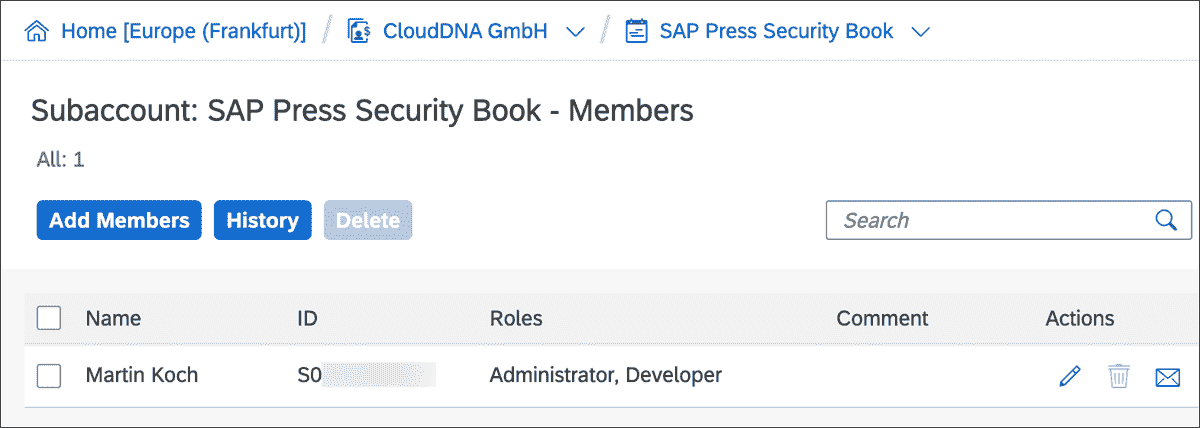 Home [Europe (Frankfurt)] / CloudDNA GmbH / SAP Press Security Book
Subaccount: SAP Press Security Book - Members
All: 1
Add Members History Delete Search
Name ID Roles Comment Actions
Martin Koch S0 Administrator, Developer